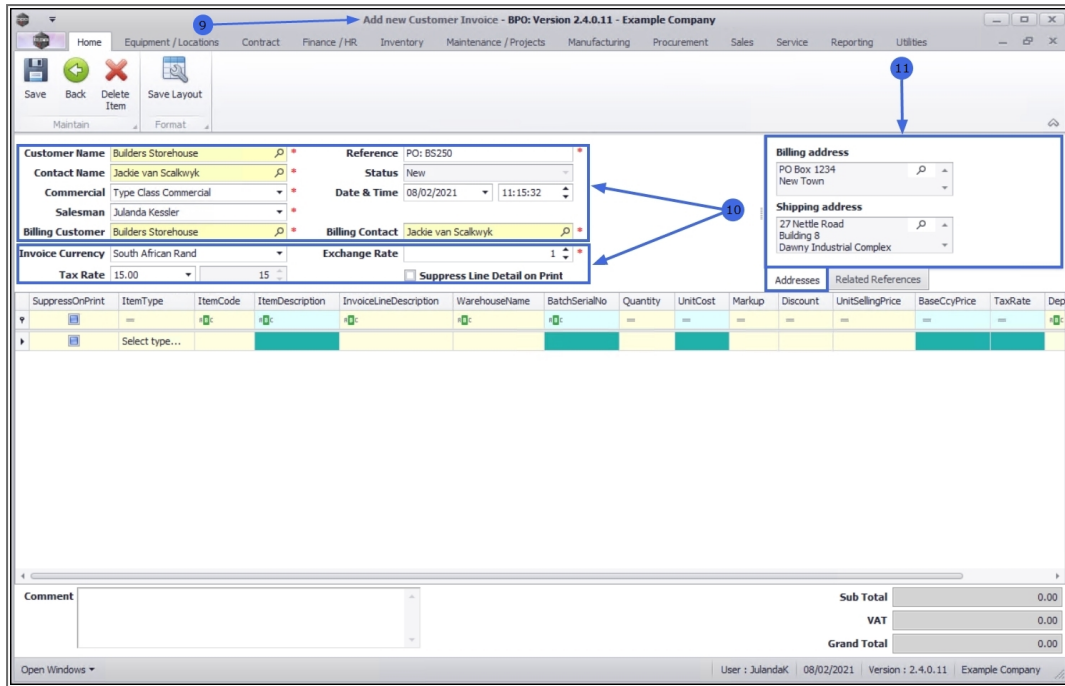 9
Add new Customer Invoice - BPO: Version 2.4.0.11 - Example Company
Home Equipment / Locations Contract Finance / HR Inventory Maintenance / Projects Manufacturing Procurement Sales Service Reporting Utilities
11
Save Back Delete Item Save Layout
Maintain Format
Customer Name Builders Storehouse * Reference PO: BS250 *
Contact Name Jackie van Scalkwyk * Status New
Commercial Type Class Commercial * Date & Time 08/02/2021 11:15:32
Salesman Julanda Kessler *
Billing Customer Builders Storehouse * Billing Contact Jackie van Scalkwyk *
10
Invoice Currency South African Rand Exchange Rate 1 *
Tax Rate 15.00 15 Suppress Line Detail on Print
Billing address
PO Box 1234
New Town
Shipping address
27 Nettle Road
Building 8
Dawny Industrial Complex
Addresses Related References
SuppressOnPrint ItemType ItemCode ItemDescription InvoiceLineDescription WarehouseName BatchSerialNo Quantity UnitCost Markup Discount UnitSellingPrice BaseCcyPrice TaxRate Dep
Select type...
Comment
Sub Total 0.00
VAT 0.00
Grand Total 0.00
Open Windows User : JulandaK 08/02/2021 Version : 2.4.0.11 Example Company